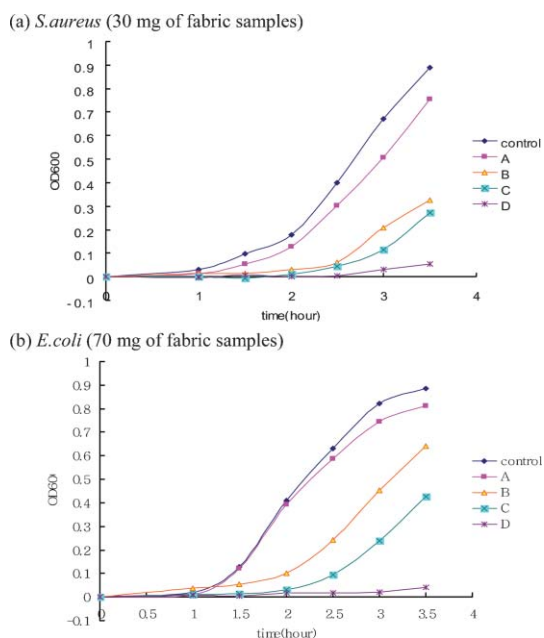 (a) S.aureus (30 mg of fabric samples)
1
0.9
0.8
0.7
0.6
0.5
0.4
0.3
0.2
0.1
0
-0.1
OD600
0 1 2 3 4
time(hour)
control
A
B
C
D
(b) E.coli (70 mg of fabric samples)
1
0.9
0.8
0.7
0.6
0.5
0.4
0.3
0.2
0.1
0
-0.1
0 0.5 1 1.5 2 2.5 3 3.5 4
time(hour)
control
A
B
C
D